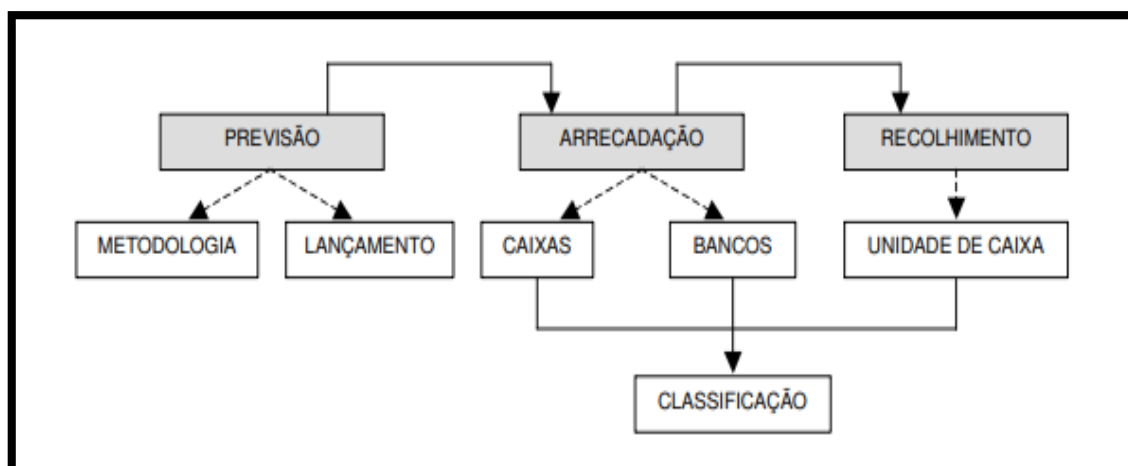 PREVISÃO
ARRECADAÇÃO
RECOLHIMENTO
METODOLOGIA
LANÇAMENTO
CAIXAS
BANCOS
UNIDADE DE CAIXA
CLASSIFICAÇÃO